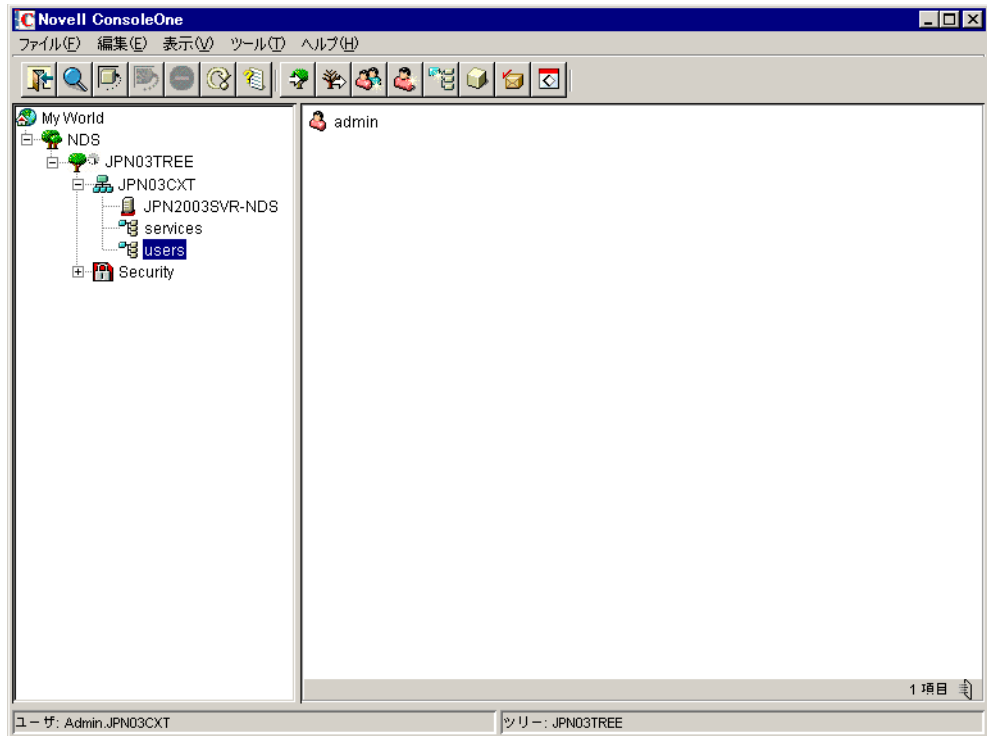 Novell ConsoleOne
ファイル(F) 編集(E) 表示(V) ツール(T) ヘルプ(H)
My World
NDS
JPN03TREE
JPN03CXT
JPN2003SVR-NDS
services
users
Security
admin
1 項目
ユーザ: Admin.JPN03CXT
ツリー: JPN03TREE